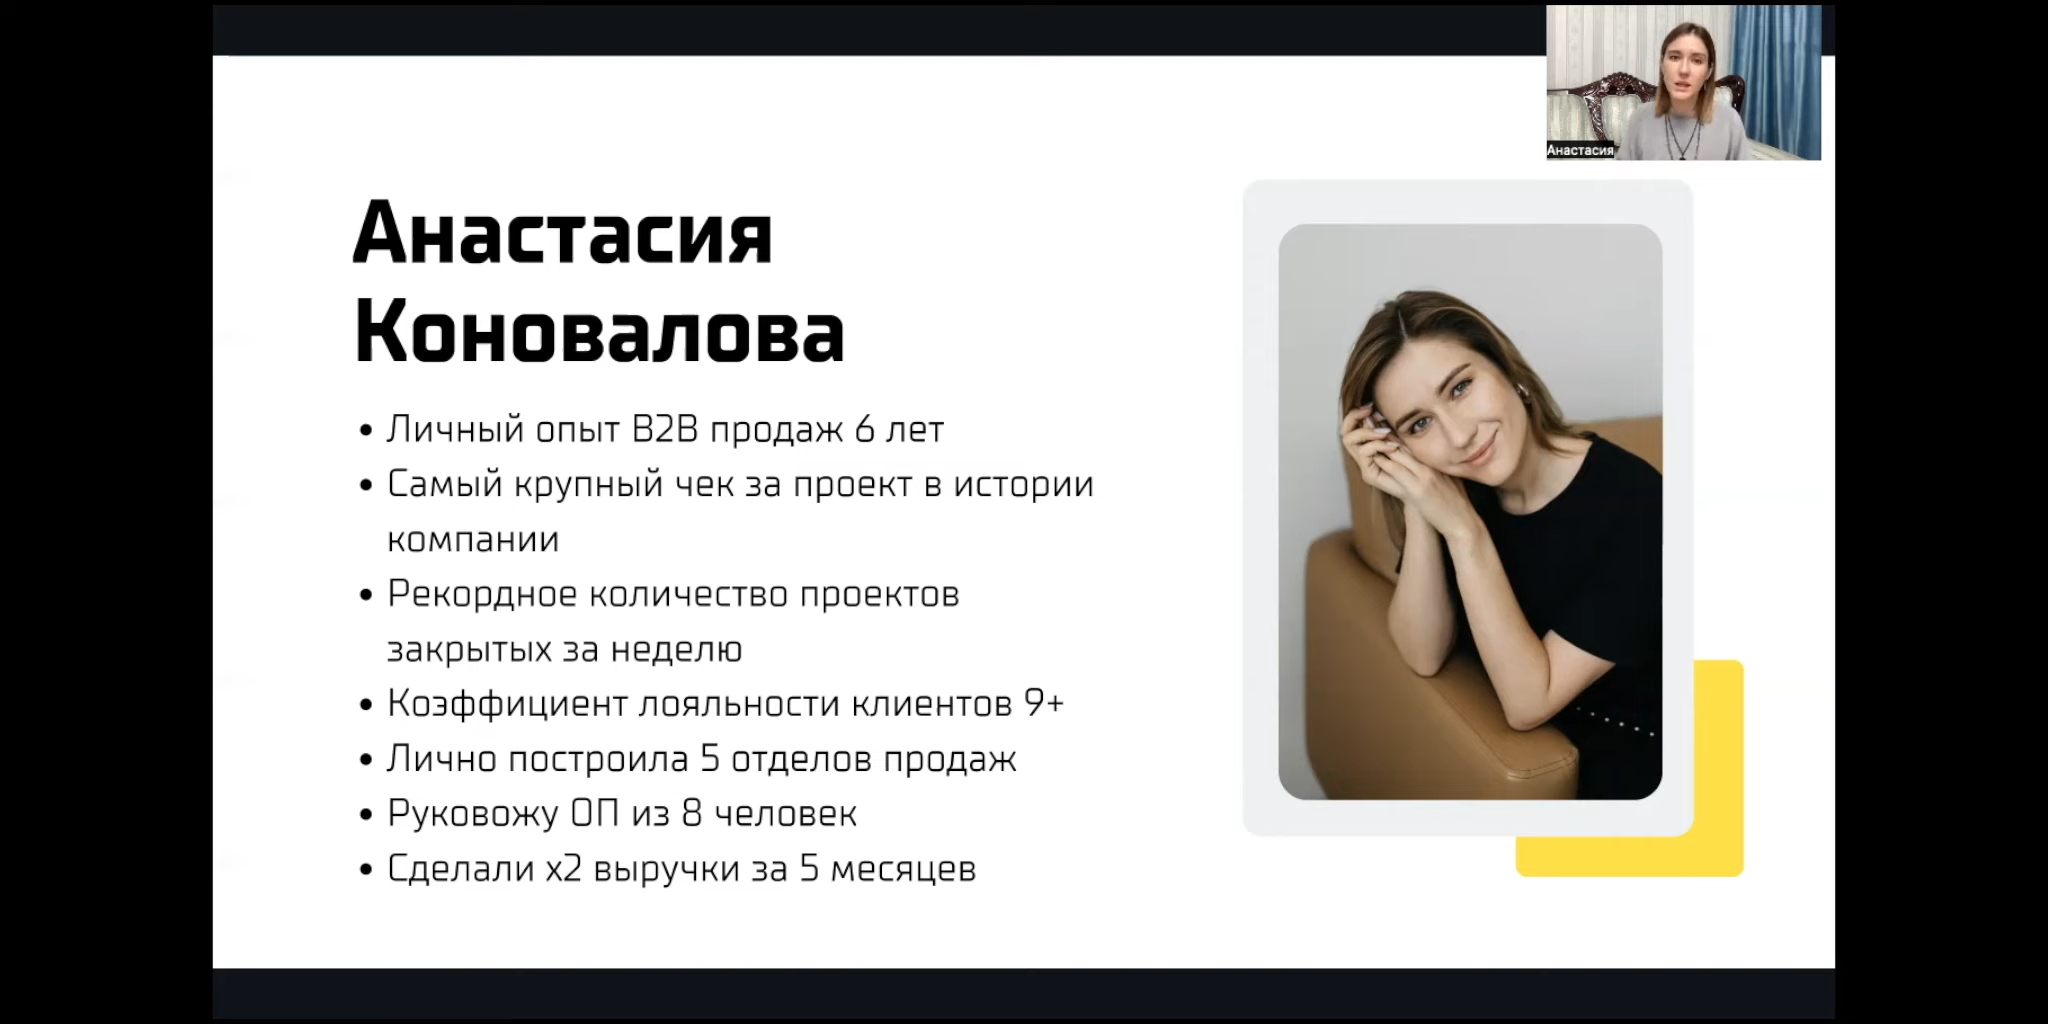 Анастасия
Анастасия
Коновалова
• Личный опыт B2B продаж 6 лет
• Самый крупный чек за проект в истории
компании
• Рекордное количество проектов
закрытых за неделю
• Коэффициент лояльности клиентов 9+
• Лично построила 5 отделов продаж
• Руковожу ОП из 8 человек
• Сделали х2 выручки за 5 месяцев